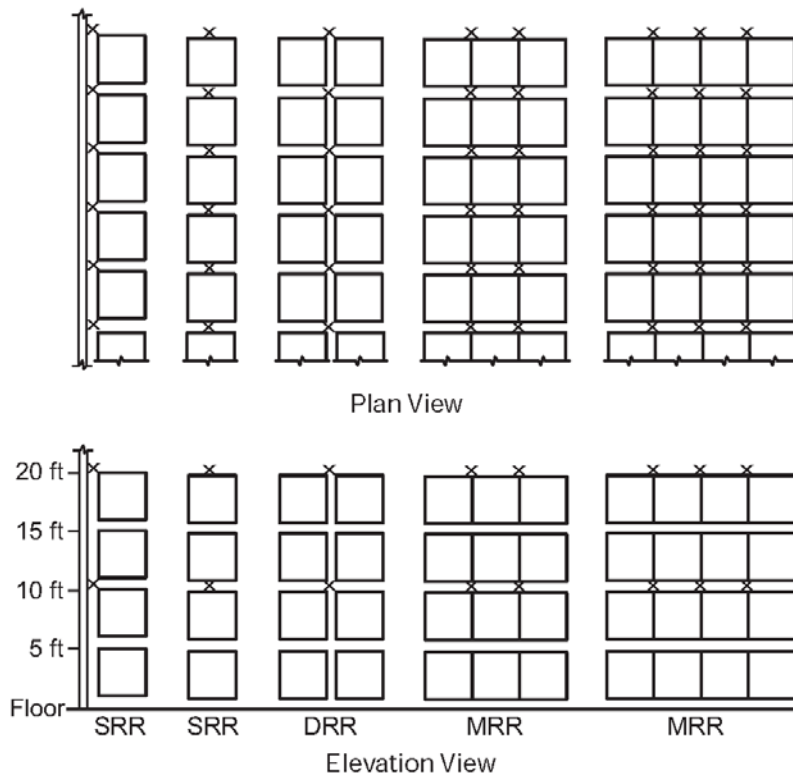 Plan View
20 ft
15 ft
10 ft
5 ft
Floor
SRR SRR DRR MRR MRR
Elevation View